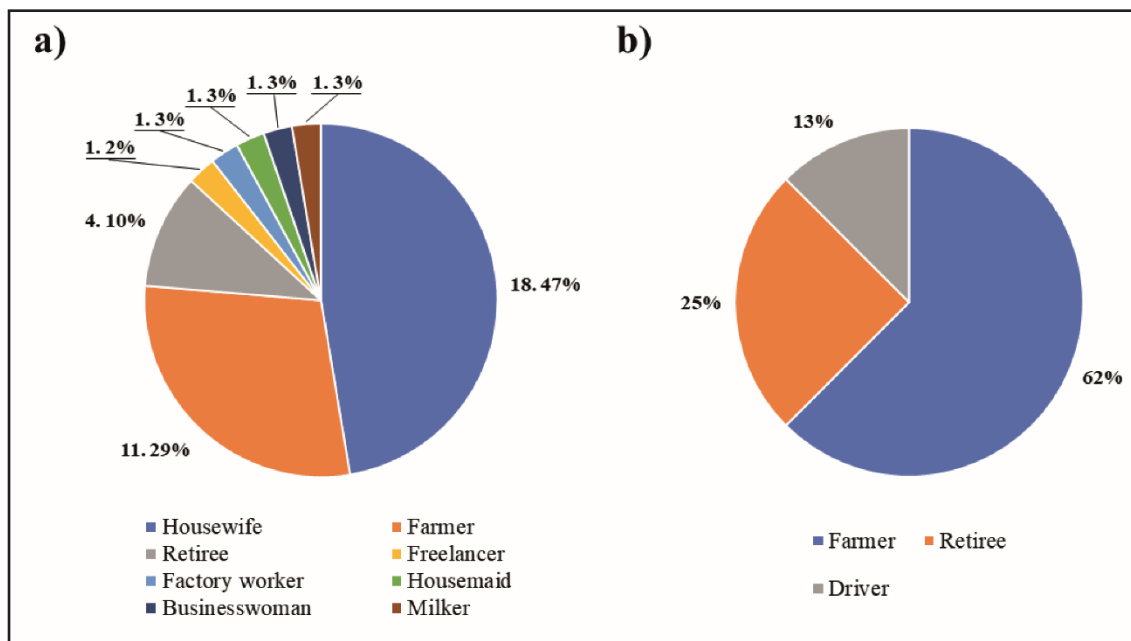 a)
b)
1. 3%
1. 3%
1. 3%
1. 3%
1. 2%
13%
4. 10%
18. 47%
25%
62%
11. 29%
Housewife Farmer
Retiree Freelancer
Factory worker Housemaid
Businesswoman Milker
Farmer Retiree
Driver